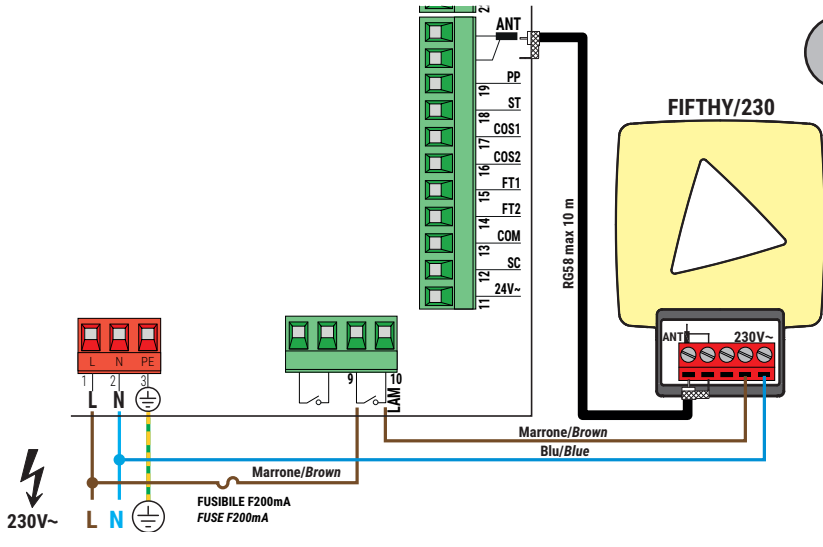 2
ANT
PP
19
ST
18
COS1
17
COS2
16
FT1
15
FT2
14
COM
13
SC
12
24V~
11
RG58 max 10 m
FIFTHY/230
ANT
230V~
L N PE
1 2 3
L N
9 10
LAM
Marrone/Brown
Blu/Blue
Marrone/Brown
FUSIBILE F200mA
FUSE F200mA
230V~ L N